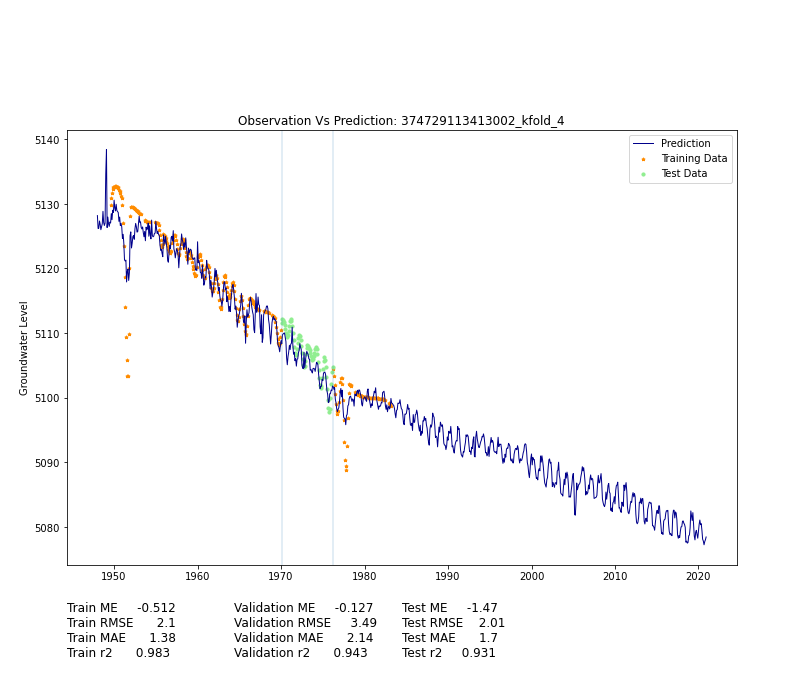 Observation Vs Prediction: 374729113413002_kfold_4
Prediction
Training Data
Test Data
5140
5130
5120
5110
5100
5090
5080
Groundwater Level
1950 1960 1970 1980 1990 2000 2010 2020
Train ME -0.512 Validation ME -0.127 Test ME -1.47
Train RMSE 2.1 Validation RMSE 3.49 Test RMSE 2.01
Train MAE 1.38 Validation MAE 2.14 Test MAE 1.7
Train r2 0.983 Validation r2 0.943 Test r2 0.931